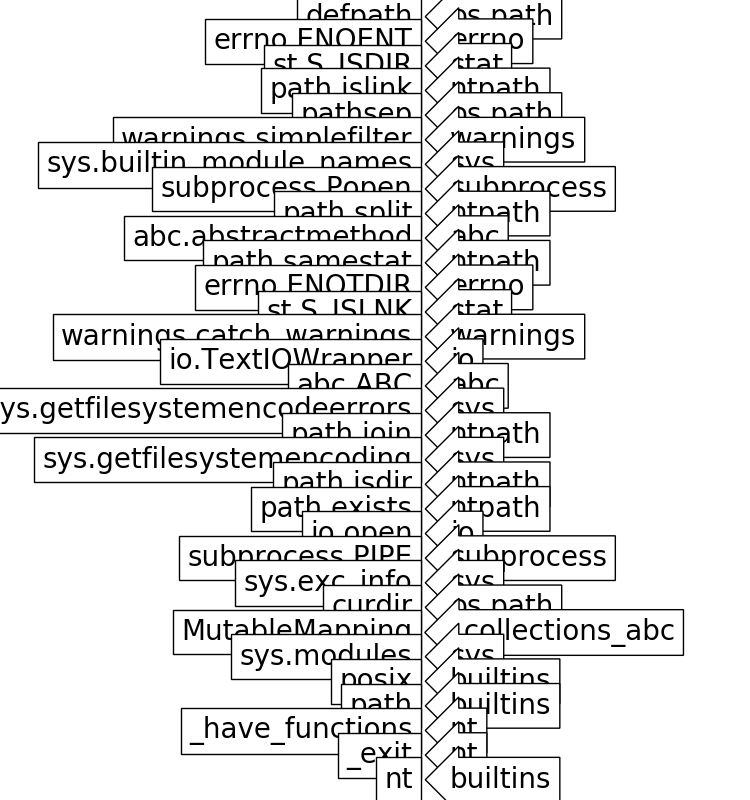 defpath os.path
errno.ENOENT errno
st.S_ISDIR stat
path.islink ntpath
pathsep os.path
warnings.simplefilter warnings
sys.builtin_module_names sys
subprocess.Popen subprocess
path.split ntpath
abc.abstractmethod abc
path.samestat ntpath
errno.ENOTDIR errno
st.S_ISLNK stat
warnings.catch_warnings warnings
io.TextIOWrapper io
abc.ABC abc
ys.getfilesystemencodeerrors sys
path.join ntpath
sys.getfilesystemencoding sys
path.isdir ntpath
path.exists ntpath
io.open io
subprocess.PIPE subprocess
sys.exc_info sys
curdir os.path
MutableMapping collections_abc
sys.modules sys
posix builtins
path builtins
_have_functions nt
_exit nt
nt builtins